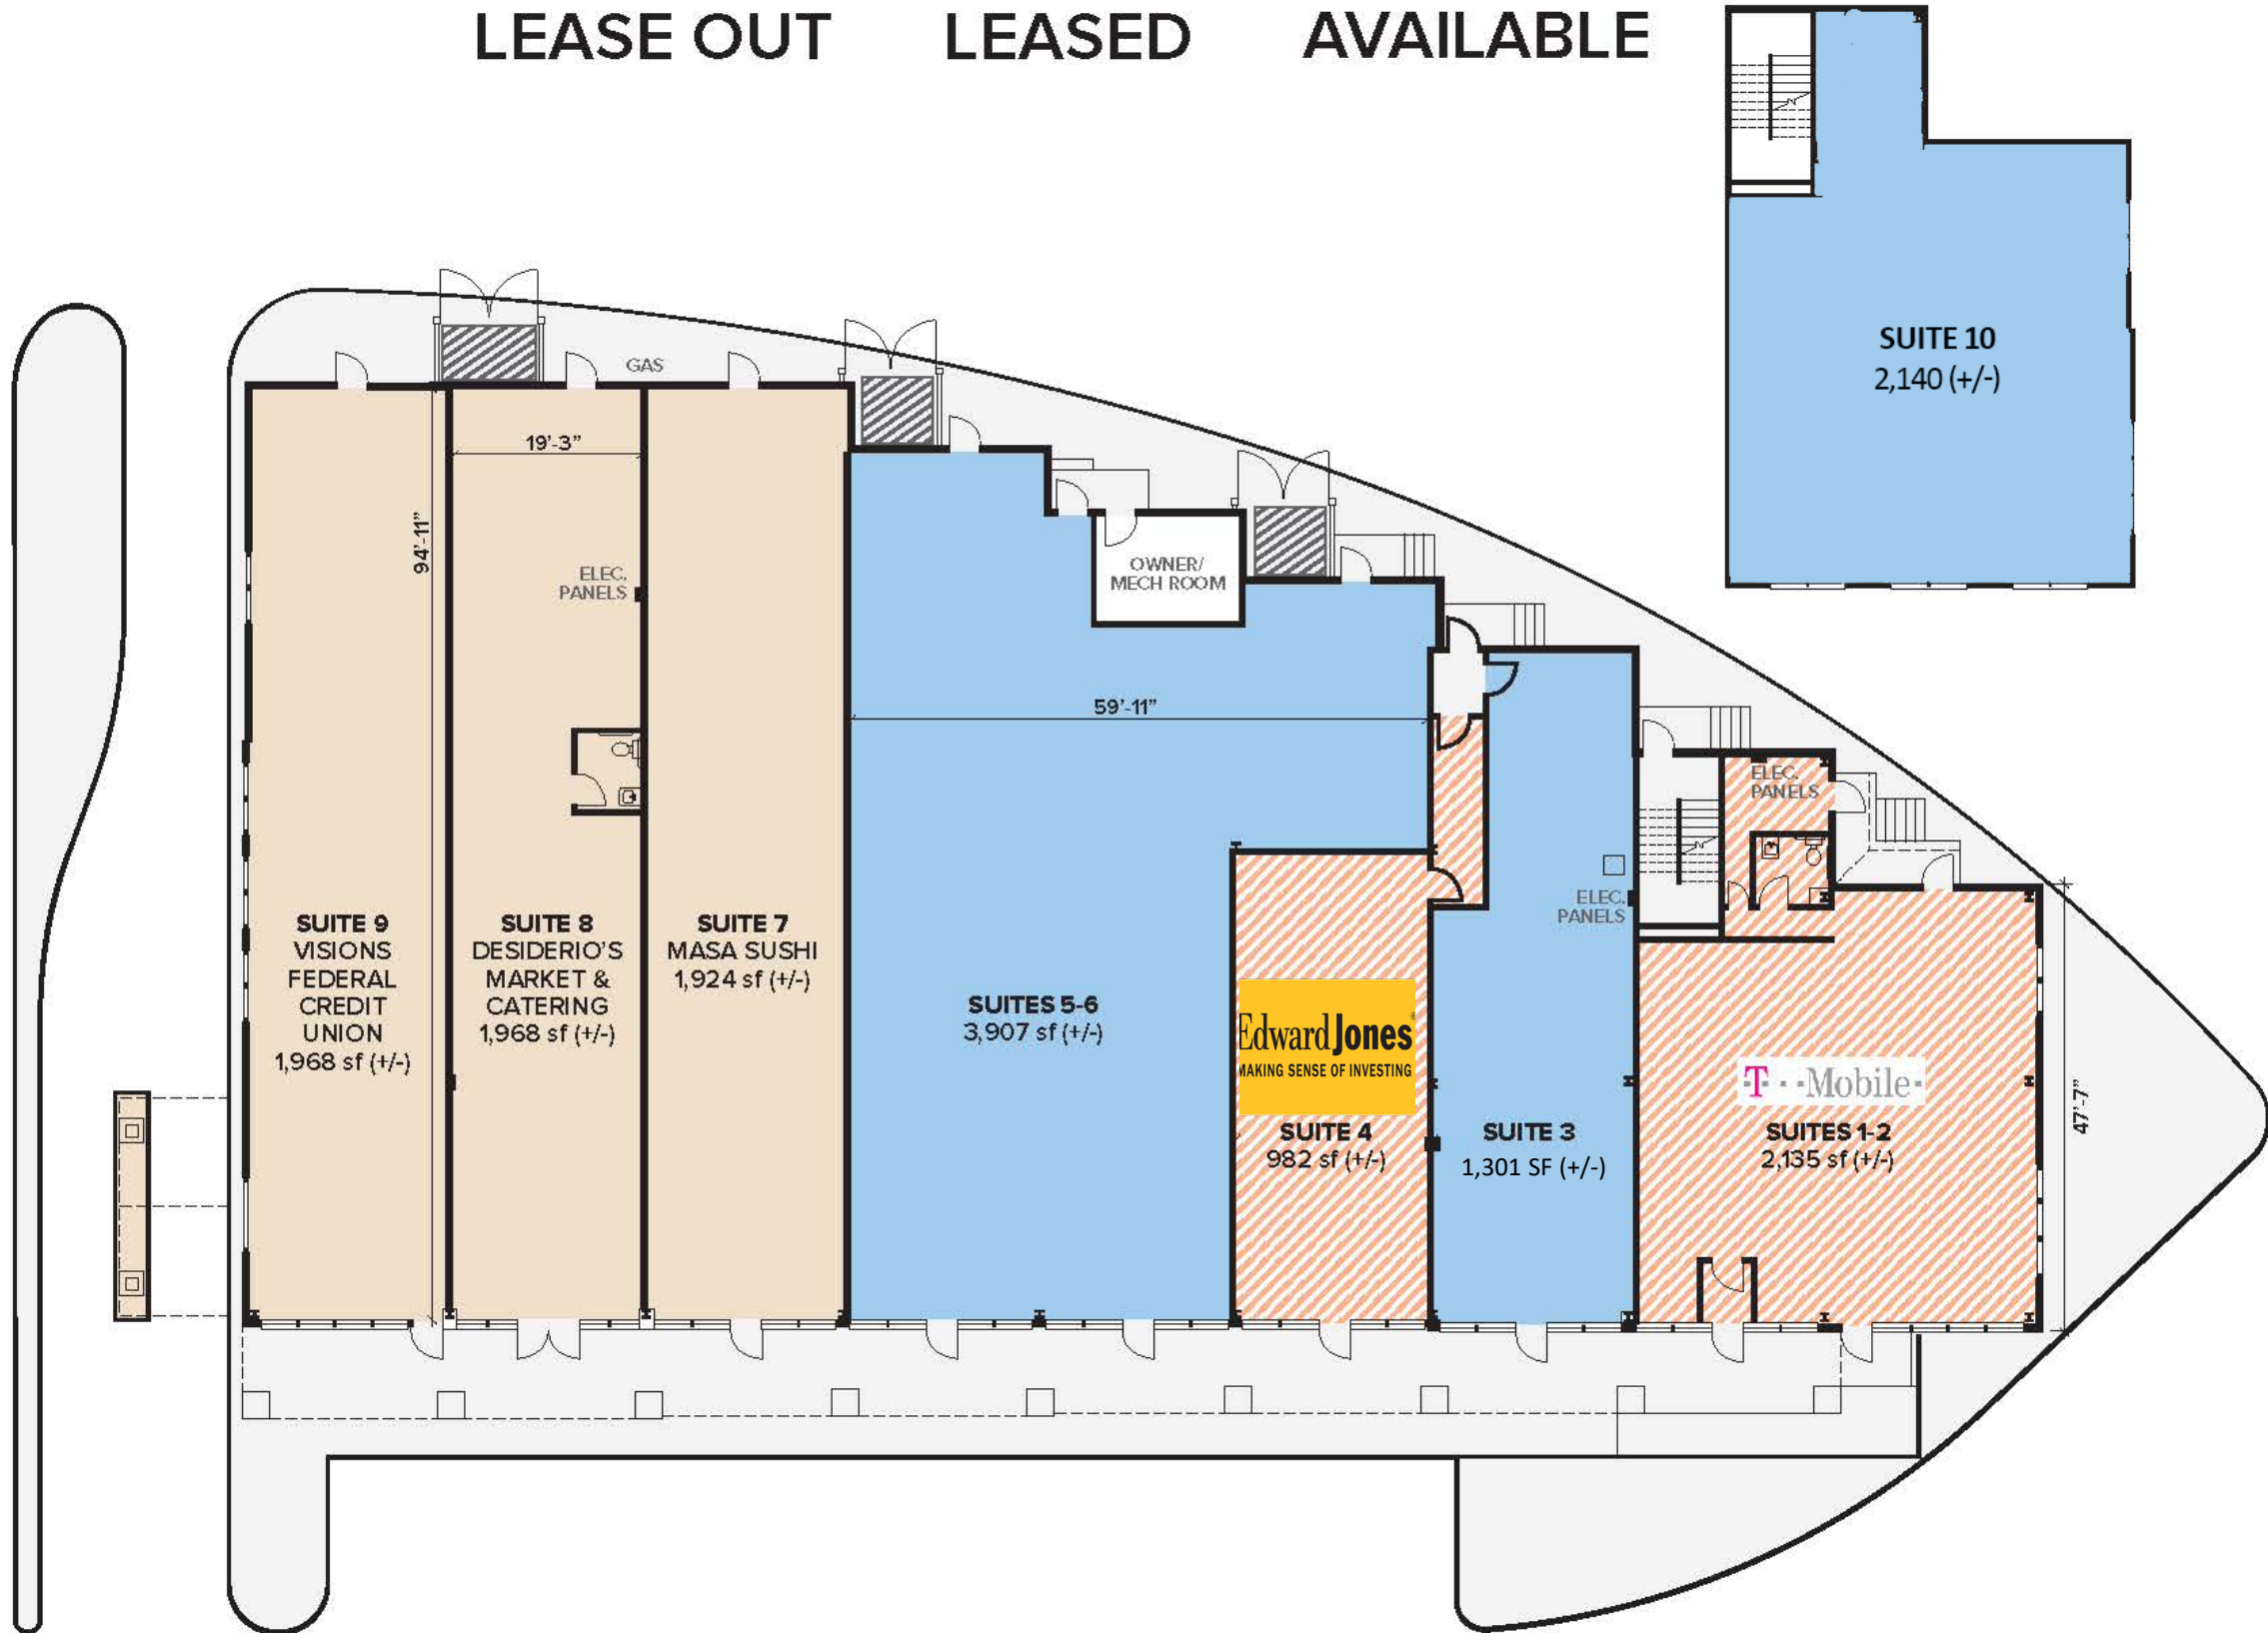 LEASE OUT LEASED AVAILABLE
SUITE 10
2,140 (+/-)
GAS
19'-3"
94'-11"
ELEC.
PANELS
OWNER/
MECH ROOM
59'-11"
ELEC.
PANELS
ELEC.
PANELS
SUITE 9
VISIONS
FEDERAL
CREDIT
UNION
1,968 sf (+/-)
SUITE 8
DESIDERIO'S
MARKET &
CATERING
1,968 sf (+/-)
SUITE 7
MASA SUSHI
1,924 sf (+/-)
SUITES 5-6
3,907 sf (+/-)
Edward Jones
MAKING SENSE OF INVESTING
SUITE 4
982 sf (+/-)
SUITE 3
1,301 SF (+/-)
T-Mobile
SUITES 1-2
2,135 sf (+/-)
47'-7"